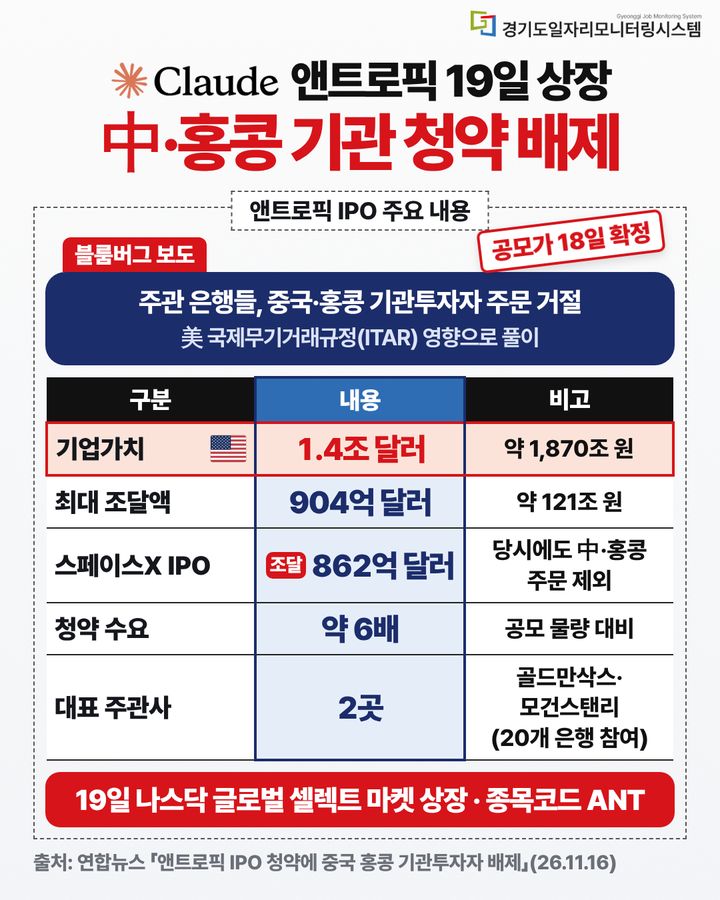 Gyeonggi Job Monitoring System
경기도일자리모니터링시스템
Claude 앤트로픽 19일 상장
中·홍콩 기관 청약 배제
앤트로픽 IPO 주요 내용
블룸버그 보도
공모가 18일 확정
주관 은행들, 중국·홍콩 기관투자자 주문 거절
美 국제무기거래규정(ITAR) 영향으로 풀이
구분 내용 비고
기업가치 1.4조 달러 약 1,870조 원
최대 조달액 904억 달러 약 121조 원
스페이스X IPO 조달 862억 달러 당시에도 中·홍콩
주문 제외
청약 수요 약 6배 공모 물량 대비
대표 주관사 2곳 골드만삭스·
모건스탠리
(20개 은행 참여)
19일 나스닥 글로벌 셀렉트 마켓 상장 · 종목코드 ANT
출처: 연합뉴스 「앤트로픽 IPO 청약에 중국 홍콩 기관투자자 배제」(26.11.16)